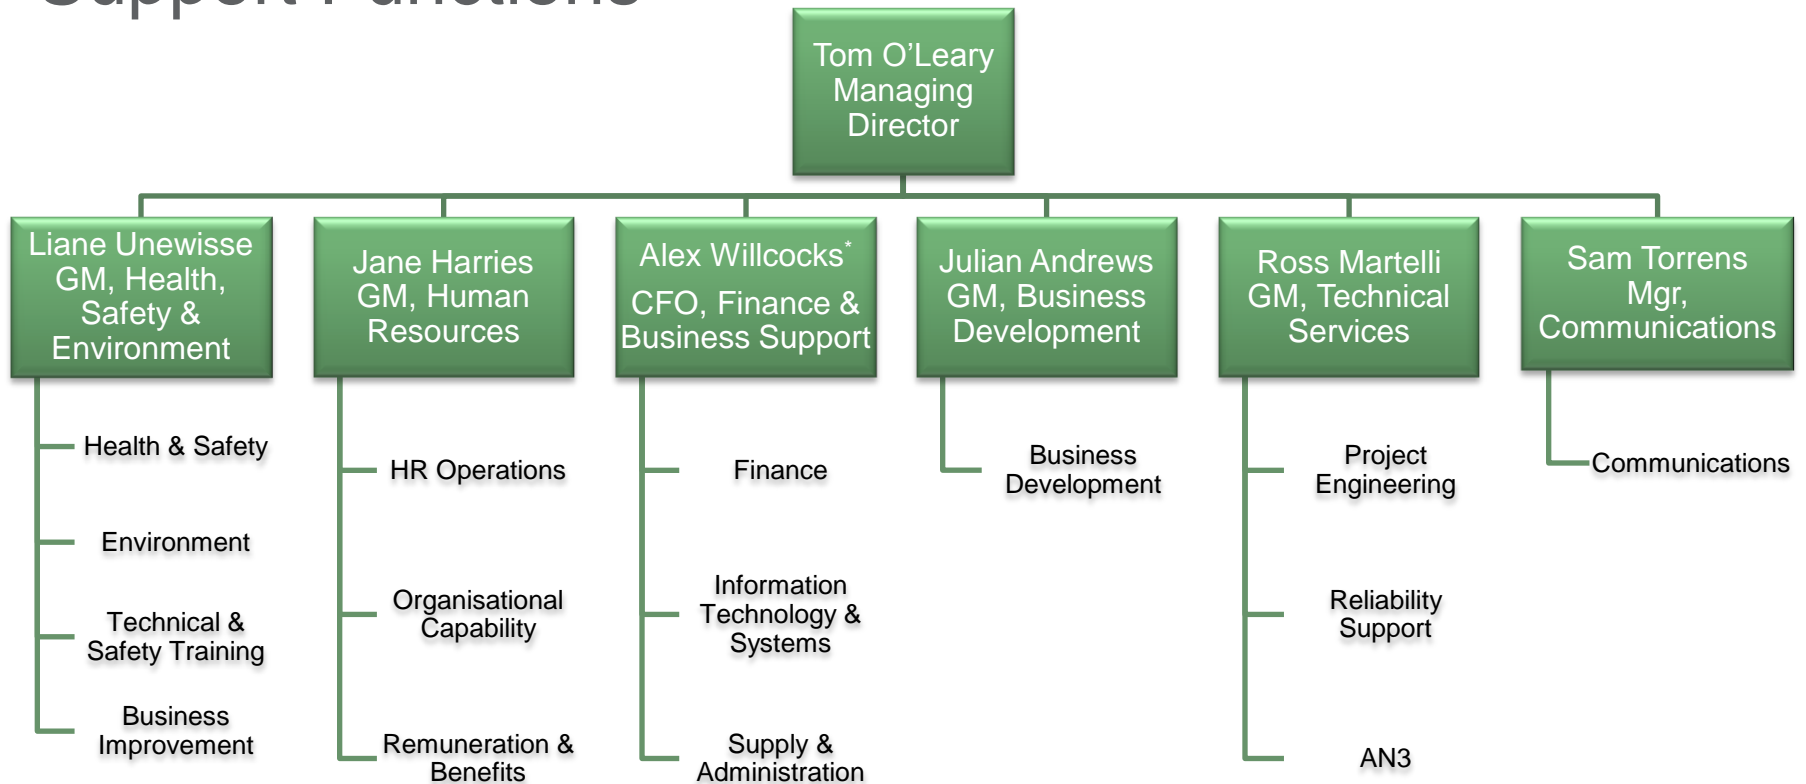 Support Functions
Tom O’Leary
Managing
Director
Liane Unewisse
GM, Health,
Safety &
Environment
Jane Harries
GM, Human
Resources
Alex Willcocks*
CFO, Finance &
Business Support
Julian Andrews
GM, Business
Development
Ross Martelli
GM, Technical
Services
Sam Torrens
Mgr,
Communications
Health & Safety
Environment
Technical &
Safety Training
Business
Improvement
HR Operations
Organisational
Capability
Remuneration &
Benefits
Finance
Information
Technology &
Systems
Supply &
Administration
Business
Development
Project
Engineering
Reliability
Support
AN3
Communications